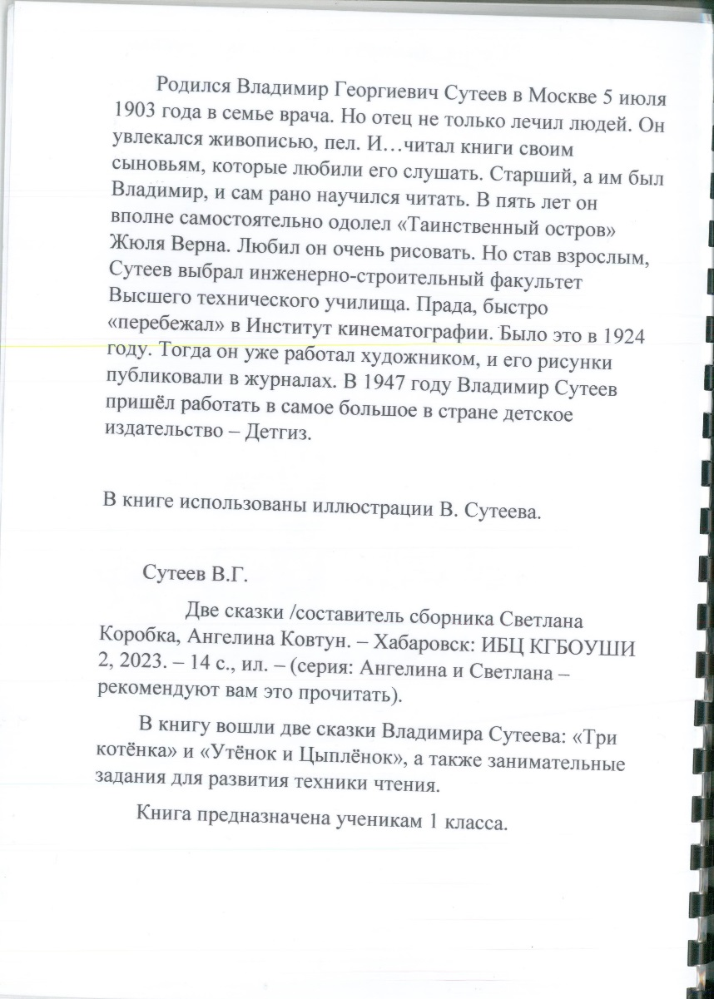 Родился Владимир Георгиевич Сутеев в Москве 5 июля
1903 года в семье врача. Но отец не только лечил людей. Он
увлекался живописью, пел. И…читал книги своим
сыновьям, которые любили его слушать. Старший, а им был
Владимир, и сам рано научился читать. В пять лет он
вполне самостоятельно одолел «Таинственный остров»
Жюля Верна. Любил он очень рисовать. Но став взрослым,
Сутеев выбрал инженерно-строительный факультет
Высшего технического училища. Прада, быстро
«перебежал» в Институт кинематографии. Было это в 1924
году. Тогда он уже работал художником, и его рисунки
публиковали в журналах. В 1947 году Владимир Сутеев
пришёл работать в самое большое в стране детское
издательство – Детгиз.
В книге использованы иллюстрации В. Сутеева.
Сутеев В.Г.
Две сказки /составитель сборника Светлана
Коробка, Ангелина Ковтун. – Хабаровск: ИБЦ КГБОУШИ
2, 2023. – 14 с., ил. – (серия: Ангелина и Светлана –
рекомендуют вам это прочитать).
В книгу вошли две сказки Владимира Сутеева: «Три
котёнка» и «Утёнок и Цыплёнок», а также занимательные
задания для развития техники чтения.
Книга предназначена ученикам 1 класса.